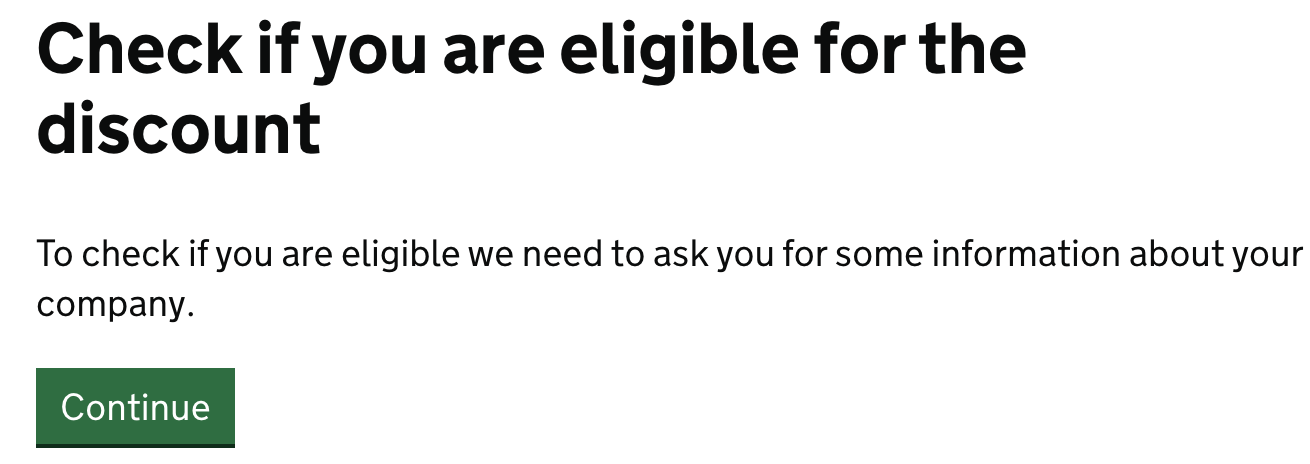 Check if you are eligible for the
discount
To check if you are eligible we need to ask you for some information about your
company.
Continue